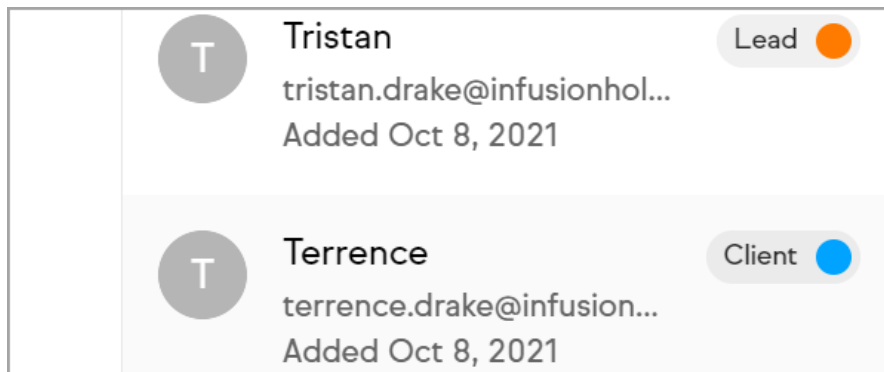 T
Tristan
Lead
tristan.drake@infusionhol...
Added Oct 8, 2021
T
Terrence
Client
terrence.drake@infusion...
Added Oct 8, 2021